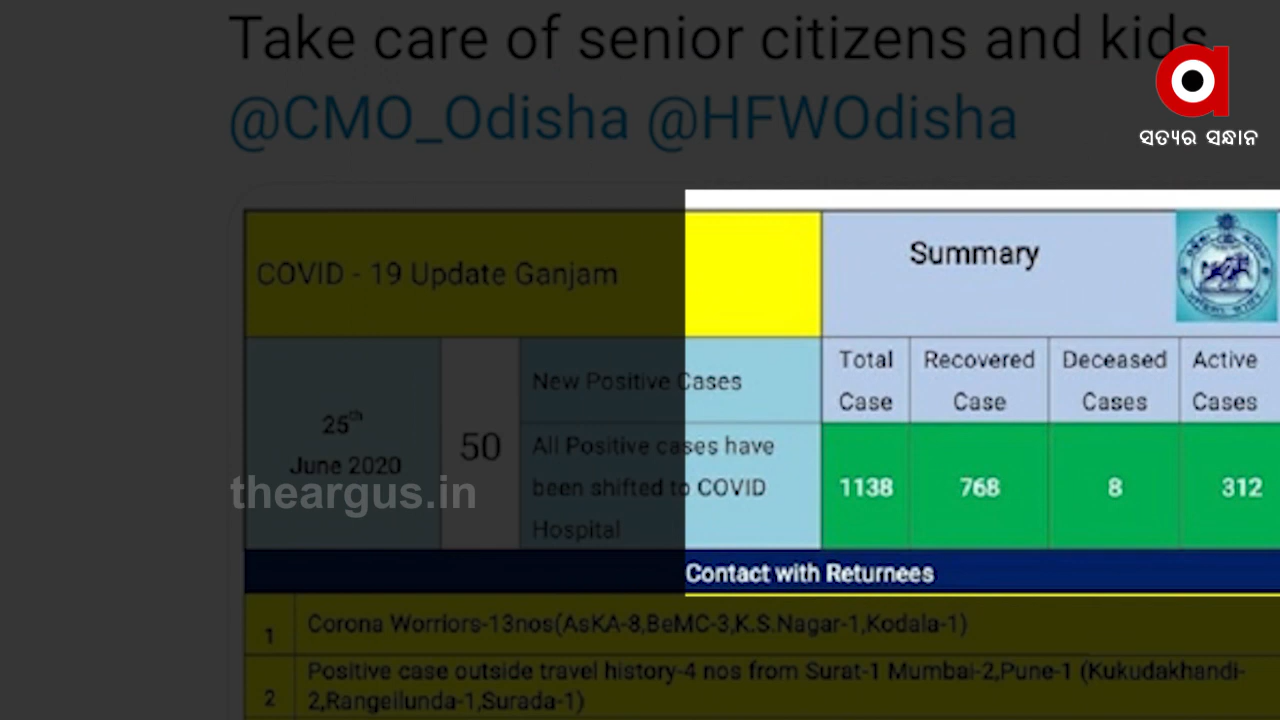 Take care of senior citizens and kids
@CMO_Odisha @HFWOdisha
ସତ୍ୟର ସନ୍ଧାନ
COVID - 19 Update Ganjam
Summary
25th
June 2020
50
New Positive Cases
All Positive cases have
been shifted to COVID
Hospital
Total
Case
Recovered
Case
Deceased
Cases
Active
Cases
1138
768
8
312
theargus.in
Contact with Returnees
1
Corona Worriors-13nos(AsKA-8,BeMC-3,K.S.Nagar-1,Kodala-1)
2
Positive case outside travel history-4 nos from Surat-1 Mumbai-2,Pune-1 (Kukudakhandi-
2,Rangeilunda-1,Surada-1)